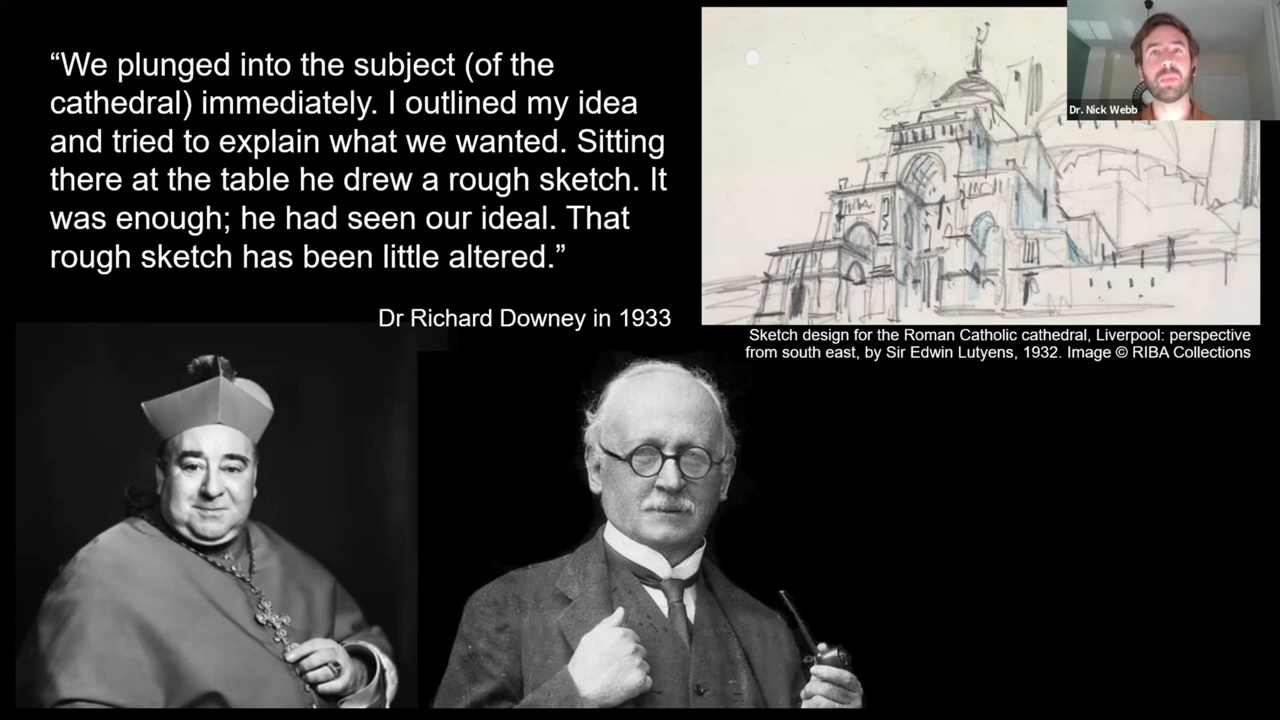 “We plunged into the subject (of the
cathedral) immediately. I outlined my idea
and tried to explain what we wanted. Sitting
there at the table he drew a rough sketch. It
was enough; he had seen our ideal. That
rough sketch has been little altered.”
Dr Richard Downey in 1933
Dr. Nick Webb
Sketch design for the Roman Catholic cathedral, Liverpool: perspective
from south east, by Sir Edwin Lutyens, 1932. Image © RIBA Collections